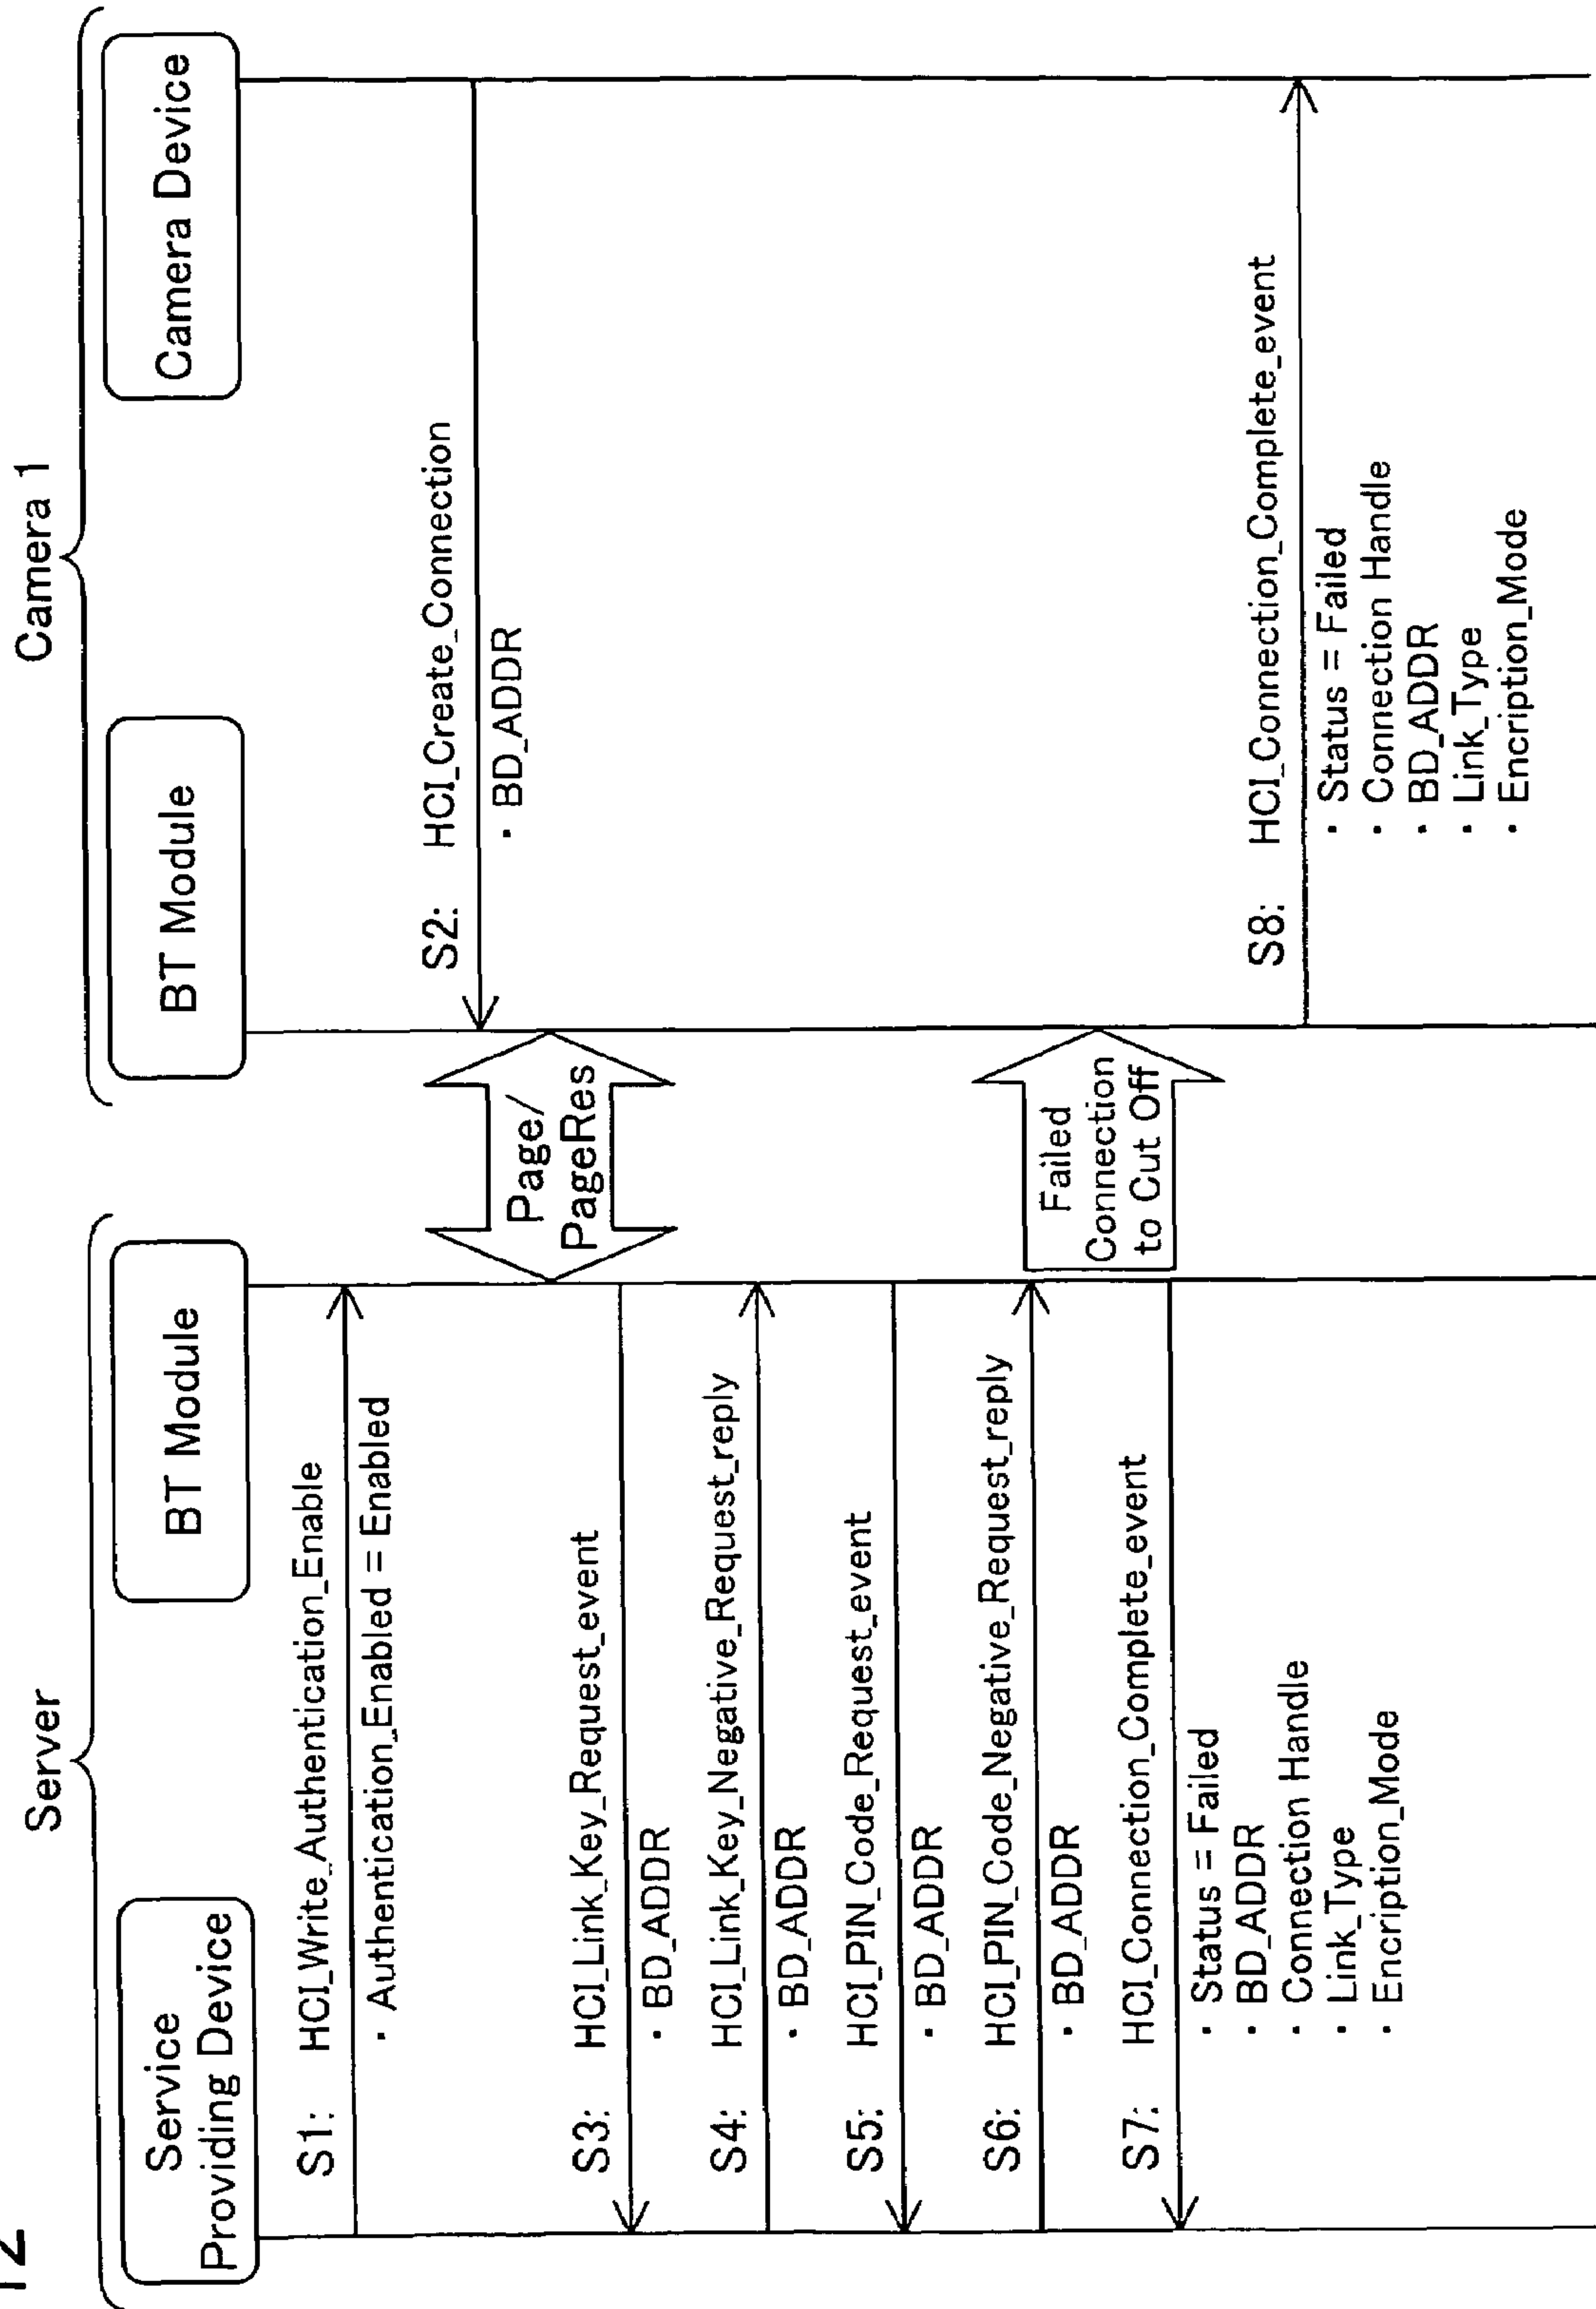 12
Server
Camera 1
Service
Providing Device
BT Module
BT Module
Camera Device
S1: HCI_Write_Authentication_Enable
・Authentication_Enabled = Enabled
S2: HCI_Create_Connection
・BD_ADDR
Page/
PageRes
S3: HCI_Link_Key_Request_event
・BD_ADDR
S4: HCI_Link_Key_Negative_Request_reply
・BD_ADDR
S5: HCI_PIN_Code_Request_event
・BD_ADDR
S6: HCI_PIN_Code_Negative_Request_reply
・BD_ADDR
Failed
Connection
to Cut Off
S7: HCI_Connection_Complete_event
・Status = Failed
・BD_ADDR
・Connection Handle
・Link_Type
・Encription_Mode
S8: HCI_Connection_Complete_event
・Status = Failed
・Connection Handle
・BD_ADDR
・Link_Type
・Encription_Mode